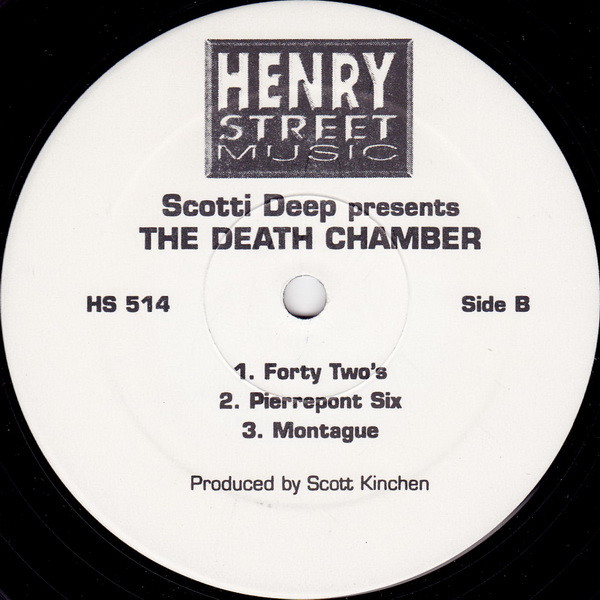 HENRY
STREET
MUSIC
Scotti Deep presents
THE DEATH CHAMBER
HS 514
Side B
1. Forty Two's
2. Pierrepont Six
3. Montague
Produced by Scott Kinchen